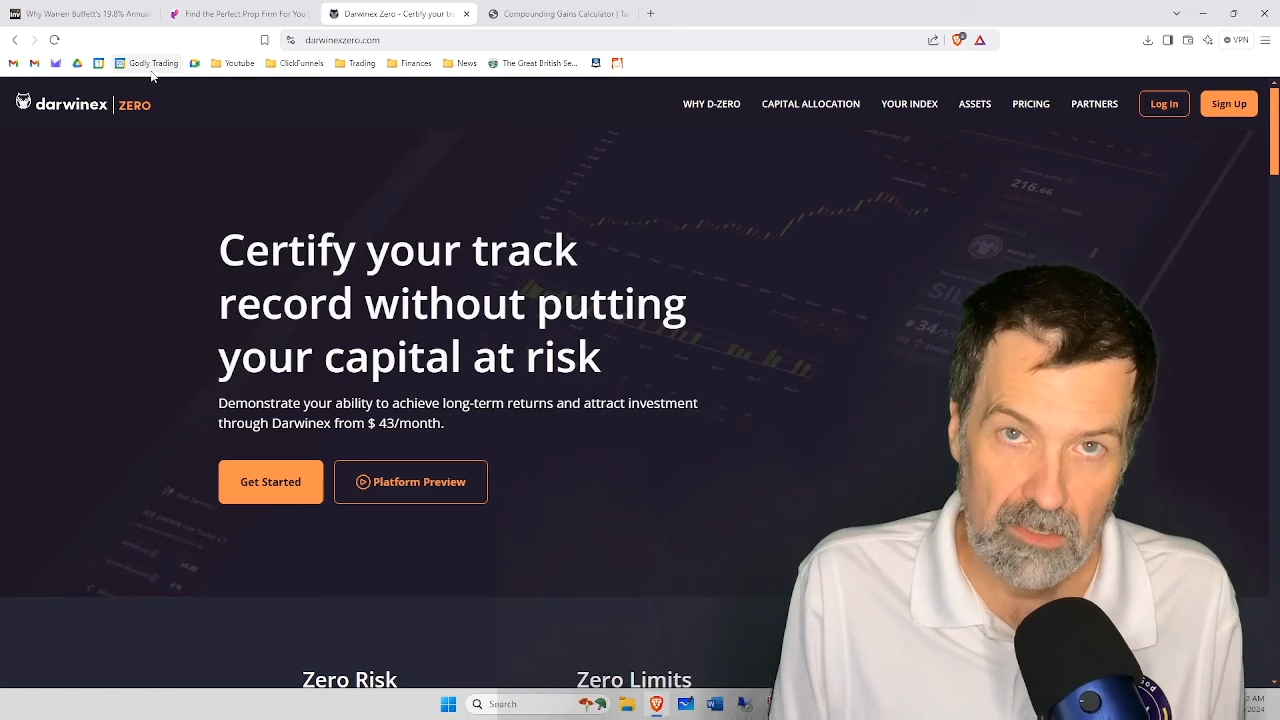 Why Warren Buffett's 19.8% Annual
Find the Perfect Prop Firm For You
Darwinex Zero - Certify your tr
Compounding Gains Calculator | Ta
darwinexzero.com
VPN
Godly Trading
Youtube
ClickFunnels
Trading
Finances
News
The Great British Se...
darwinex | ZERO
WHY D-ZERO
CAPITAL ALLOCATION
YOUR INDEX
ASSETS
PRICING
PARTNERS
Log In
Sign Up
216.66
Certify your track
record without putting
your capital at risk
Demonstrate your ability to achieve long-term returns and attract investment
through Darwinex from $ 43/month.
Get Started
Platform Preview
Zero Risk
Zero Limits
Search